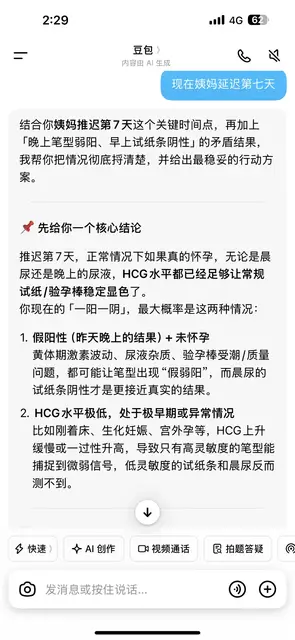 2:29
4G
62
豆包
内容由 AI 生成
现在姨妈延迟第七天
结合你姨妈推迟第 7 天这个关键时间点，再加上
「晚上笔型弱阳、早上试纸条阴性」的矛盾结果，
我帮你把情况彻底捋清楚，并给出最稳妥的行动方
案。
📌 先给你一个核心结论
推迟第 7 天，正常情况下如果真的怀孕，无论是晨
尿还是晚上的尿液，HCG 水平都已经足够让常规
试纸/验孕棒稳定显色了。
你现在的「一阳一阴」，最大概率是这两种情况：
1. 假阳性（昨天晚上的结果）+ 未怀孕
黄体期激素波动、尿液杂质、验孕棒受潮/质量
问题，都可能让笔型出现“假弱阳”，而晨尿的
试纸条阴性才是更接近真实的结果。
2. HCG 水平极低，处于极早期或异常情况
比如刚着床、生化妊娠、宫外孕等，HCG 上升
缓慢或一过性升高，导致只有高灵敏度的笔型能
捕捉到微弱信号，低灵敏度的试纸条和晨尿反而
测不到。
快速
AI 创作
视频通话
拍题答疑
发消息或按住说话...